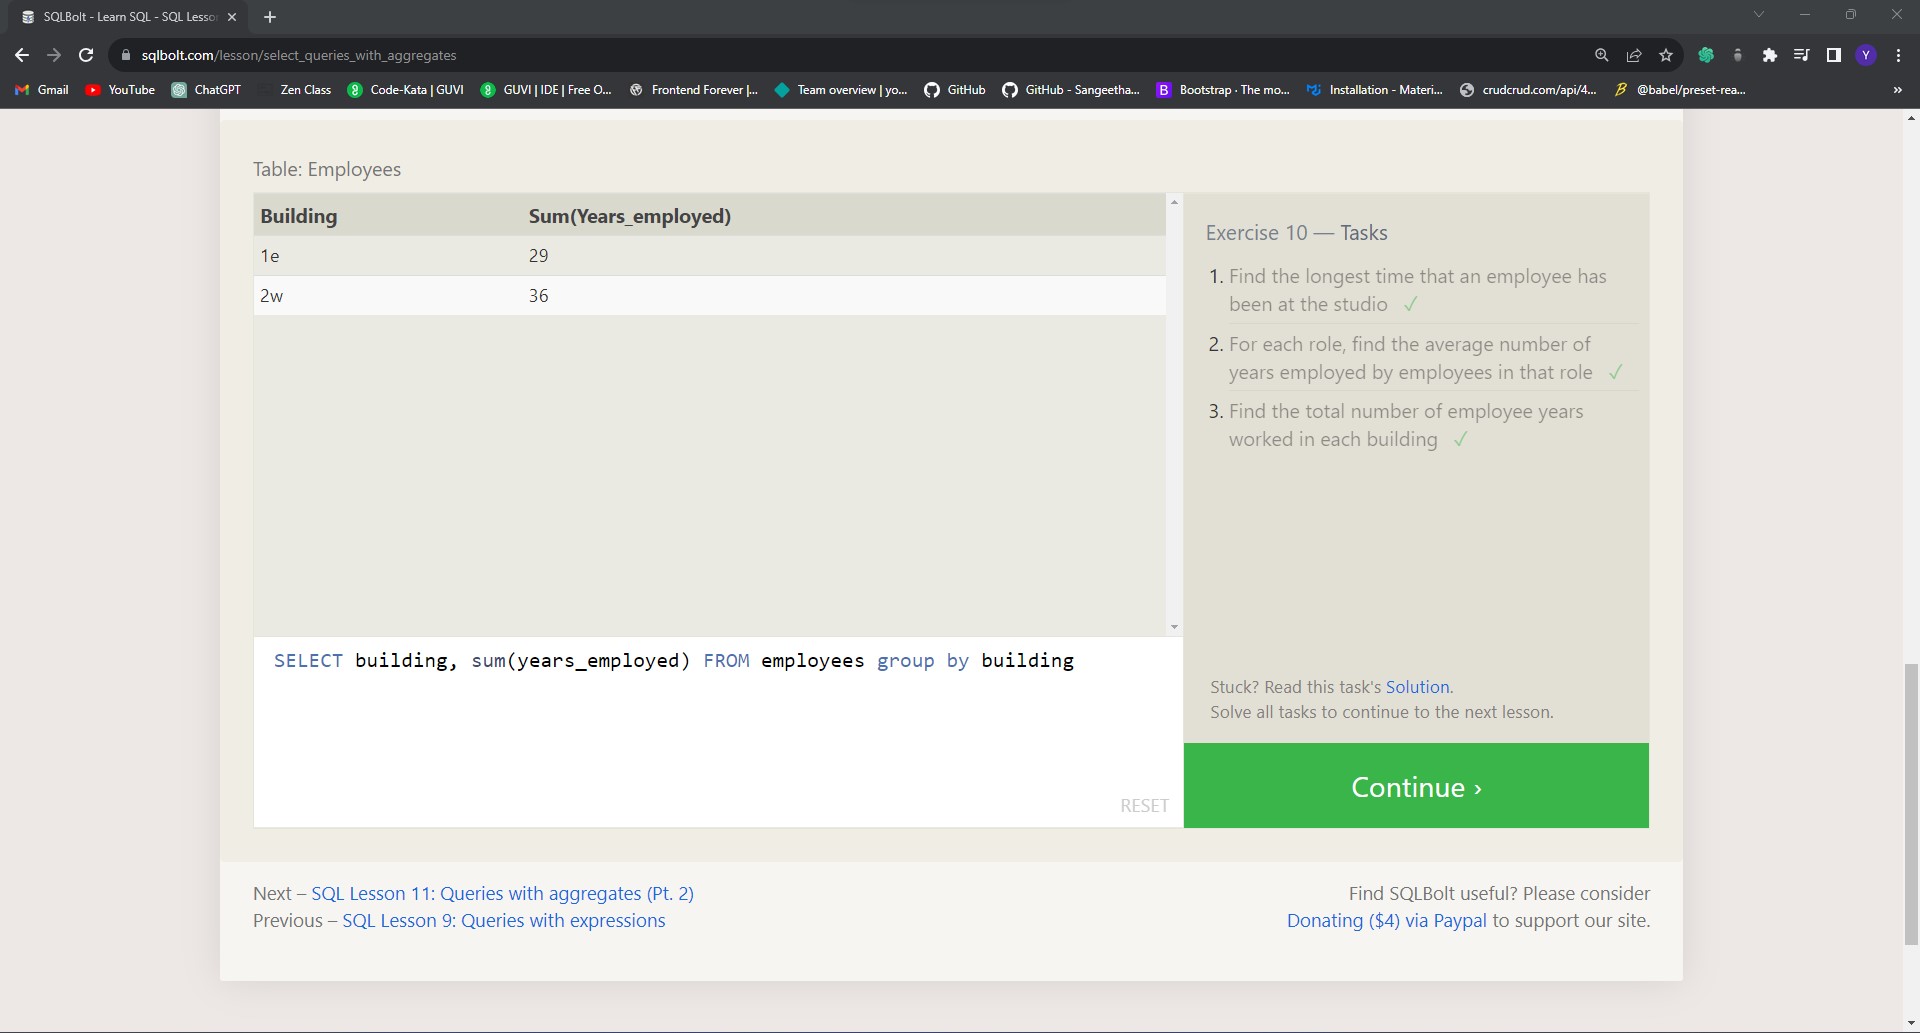 SQLBolt - Learn SQL - SQL Lesson
sqlbolt.com/lesson/select_queries_with_aggregates
Y
Gmail YouTube ChatGPT Zen Class Code-Kata | GUVI GUVI | IDE | Free O... Frontend Forever |... Team overview | yo... GitHub GitHub - Sangeetha... B Bootstrap · The mo... Installation - Materi... crudcrud.com/api/4... @babel/preset-rea... »
Table: Employees
Building Sum(Years_employed)
1e 29
2w 36
SELECT building, sum(years_employed) FROM employees group by building
RESET
Exercise 10 — Tasks
1. Find the longest time that an employee has
been at the studio ✓
2. For each role, find the average number of
years employed by employees in that role ✓
3. Find the total number of employee years
worked in each building ✓
Stuck? Read this task's Solution.
Solve all tasks to continue to the next lesson.
Continue ›
Next – SQL Lesson 11: Queries with aggregates (Pt. 2)
Previous – SQL Lesson 9: Queries with expressions
Find SQLBolt useful? Please consider
Donating ($4) via Paypal to support our site.